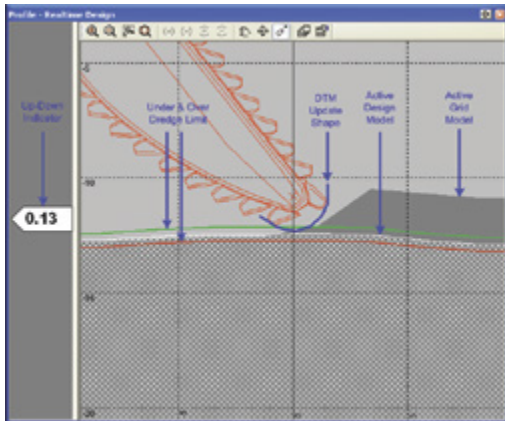 Profile - Realtime Design
Up-Down
Indicator
Under & Over
Dredge Limit
DTM
Update
Shape
Active
Design
Model
Active
Grid
Model
-5
-10
0.13
-15
-20